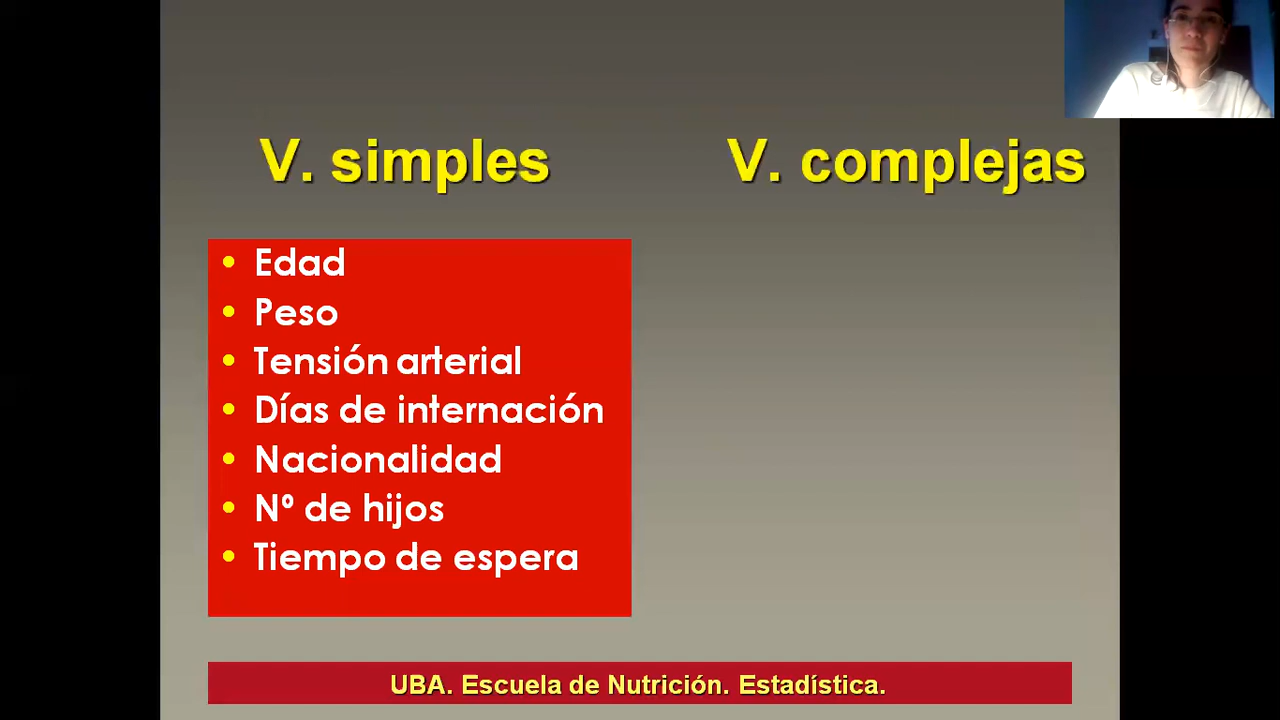 V. simples
V. complejas
• Edad
• Peso
• Tensión arterial
• Días de internación
• Nacionalidad
• Nº de hijos
• Tiempo de espera
UBA. Escuela de Nutrición. Estadística.